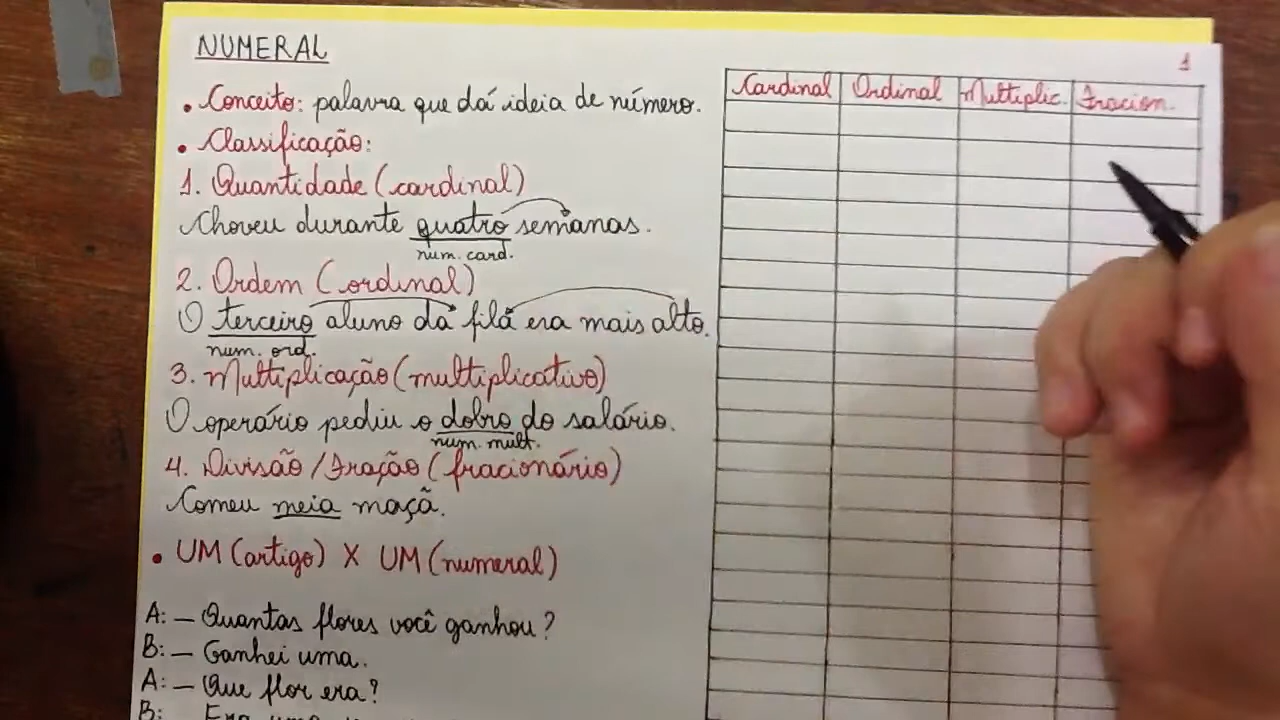 NUMERAL
• Conceito: palavra que dá ideia de número.
• Classificação:
1. Quantidade (cardinal)
Choveu durante quatro semanas.
num. card.
2. Ordem (ordinal)
O terceiro aluno da fila era mais alto.
num. ord.
3. Multiplicação (multiplicativo)
O operário pediu o dobro do salário.
num. mult.
4. Divisão / Fração (fracionário)
Comeu meia maçã.
• UM (artigo) X UM (numeral)
A: — Quantas flores você ganhou?
B: — Ganhei uma.
A: — Que flor era?
B: — Era uma
1
Cardinal Ordinal Multiplic. Fracion.